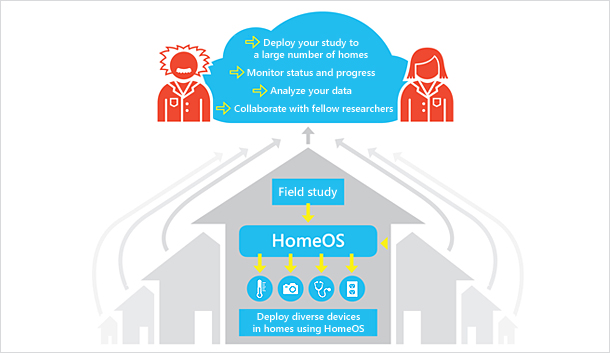 Deploy your study to
a large number of homes
Monitor status and progress
Analyze your data
Collaborate with fellow researchers
Field study
HomeOS
Deploy diverse devices
in homes using HomeOS